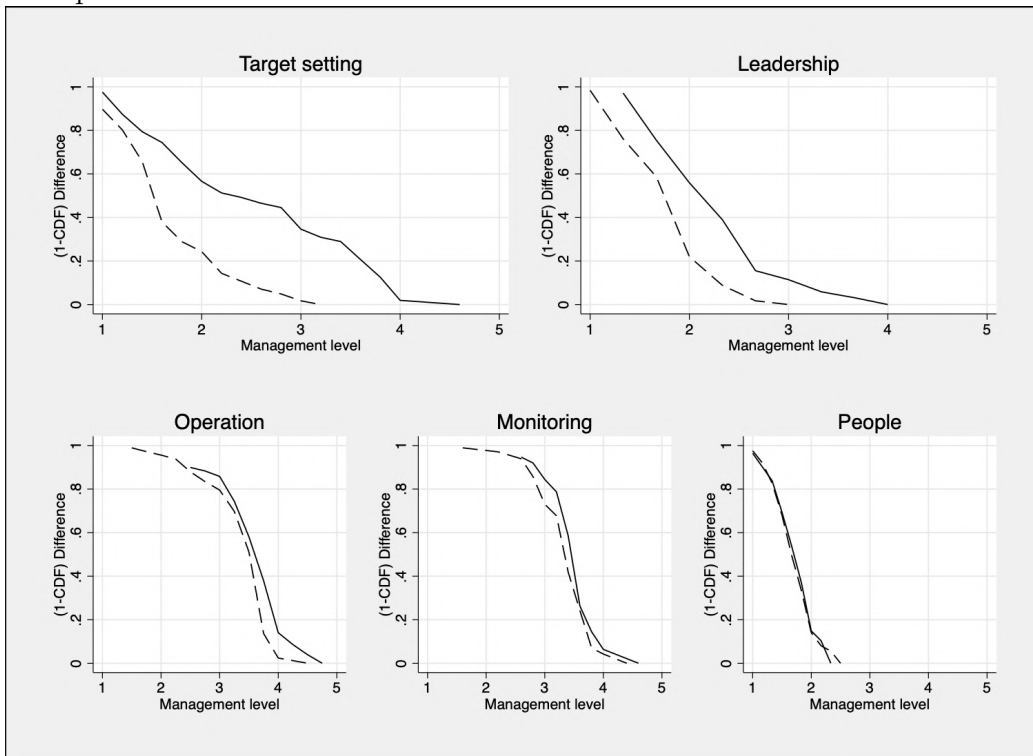 Target setting
(1-CDF) Difference
0 .2 .4 .6 .8 1
1 2 3 4 5
Management level
Leadership
(1-CDF) Difference
0 .2 .4 .6 .8 1
1 2 3 4 5
Management level
Operation
(1-CDF) Difference
0 .2 .4 .6 .8 1
1 2 3 4 5
Management level
Monitoring
(1-CDF) Difference
0 .2 .4 .6 .8 1
1 2 3 4 5
Management level
People
(1-CDF) Difference
0 .2 .4 .6 .8 1
1 2 3 4 5
Management level